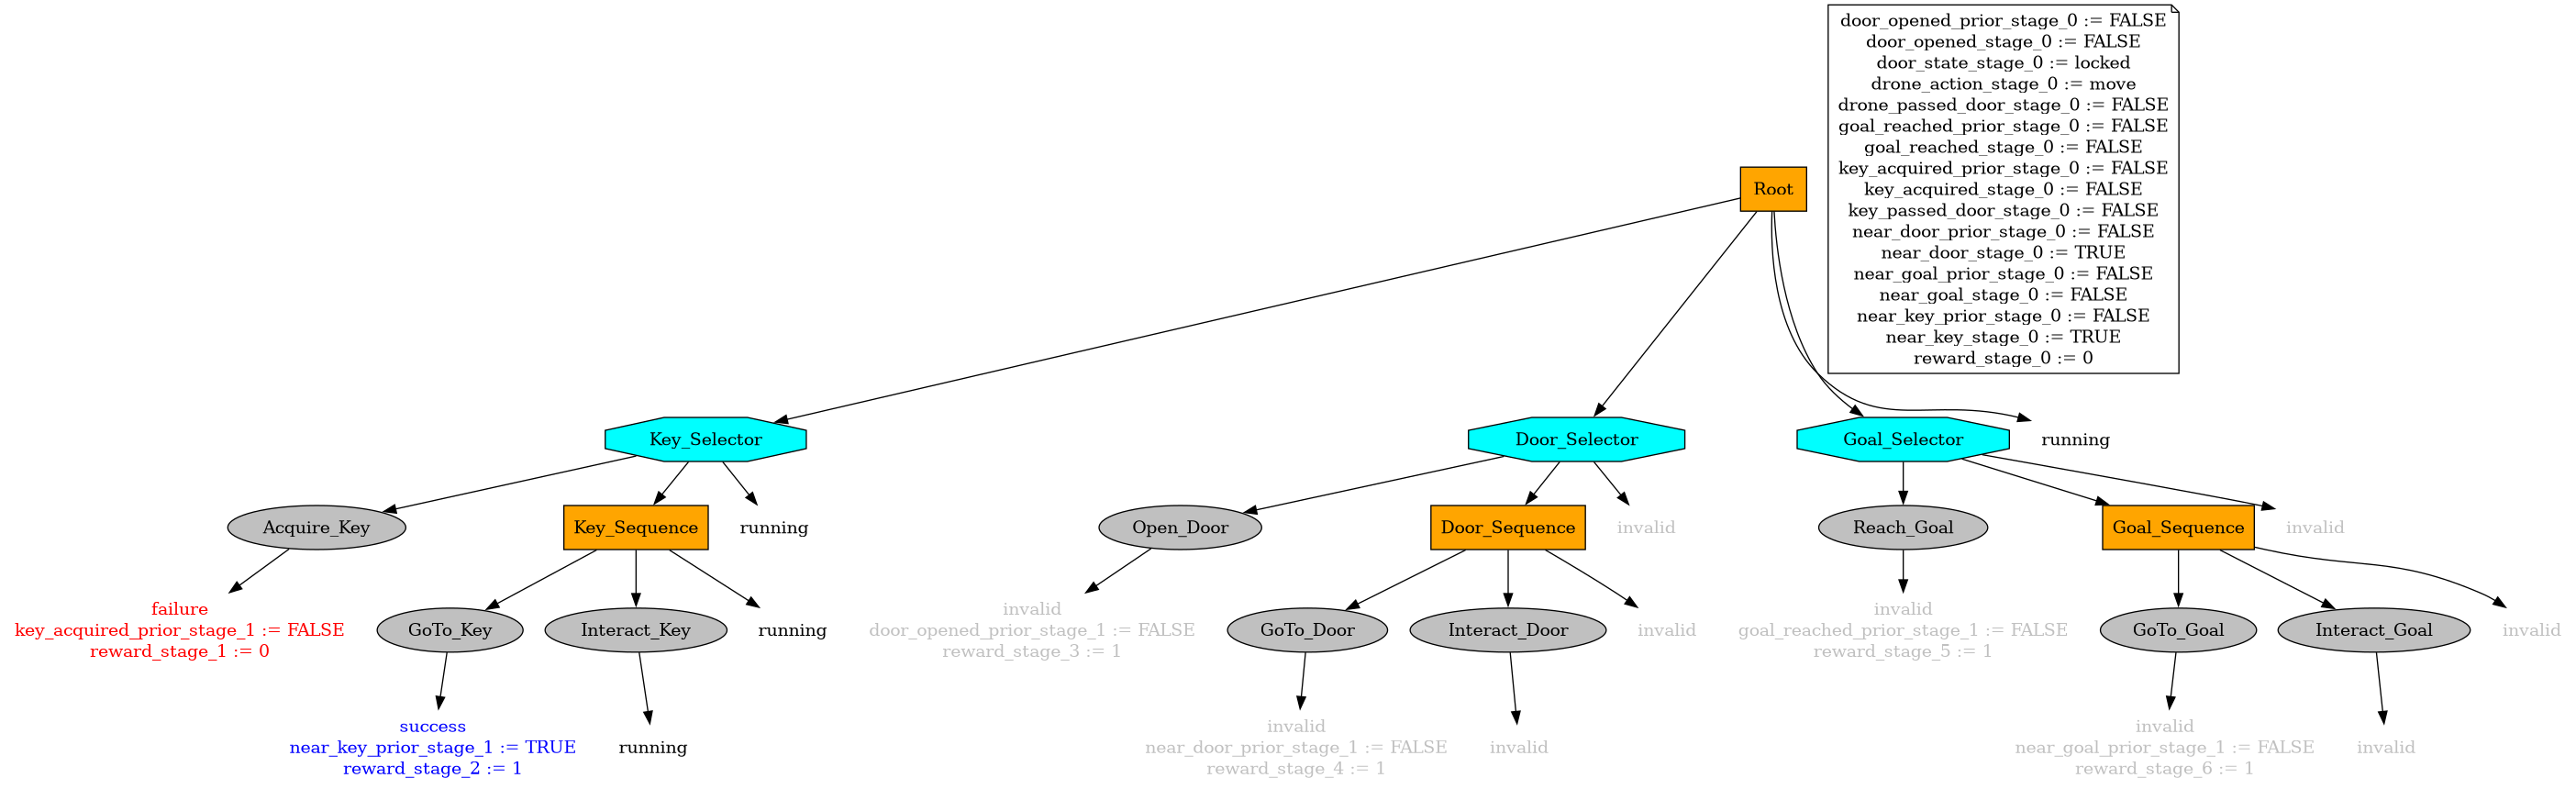 door_opened_prior_stage_0 := FALSE
door_opened_stage_0 := FALSE
door_state_stage_0 := locked
drone_action_stage_0 := move
drone_passed_door_stage_0 := FALSE
goal_reached_prior_stage_0 := FALSE
goal_reached_stage_0 := FALSE
key_acquired_prior_stage_0 := FALSE
key_acquired_stage_0 := FALSE
key_passed_door_stage_0 := FALSE
near_door_prior_stage_0 := FALSE
near_door_stage_0 := TRUE
near_goal_prior_stage_0 := FALSE
near_goal_stage_0 := FALSE
near_key_prior_stage_0 := FALSE
near_key_stage_0 := TRUE
reward_stage_0 := 0
Root
Key_Selector
Door_Selector
Goal_Selector
running
Acquire_Key
Key_Sequence
running
Open_Door
Door_Sequence
invalid
Reach_Goal
Goal_Sequence
invalid
failure
key_acquired_prior_stage_1 := FALSE
reward_stage_1 := 0
GoTo_Key
Interact_Key
running
invalid
door_opened_prior_stage_1 := FALSE
reward_stage_3 := 1
GoTo_Door
Interact_Door
invalid
invalid
goal_reached_prior_stage_1 := FALSE
reward_stage_5 := 1
GoTo_Goal
Interact_Goal
invalid
success
near_key_prior_stage_1 := TRUE
reward_stage_2 := 1
running
invalid
near_door_prior_stage_1 := FALSE
reward_stage_4 := 1
invalid
invalid
near_goal_prior_stage_1 := FALSE
reward_stage_6 := 1
invalid